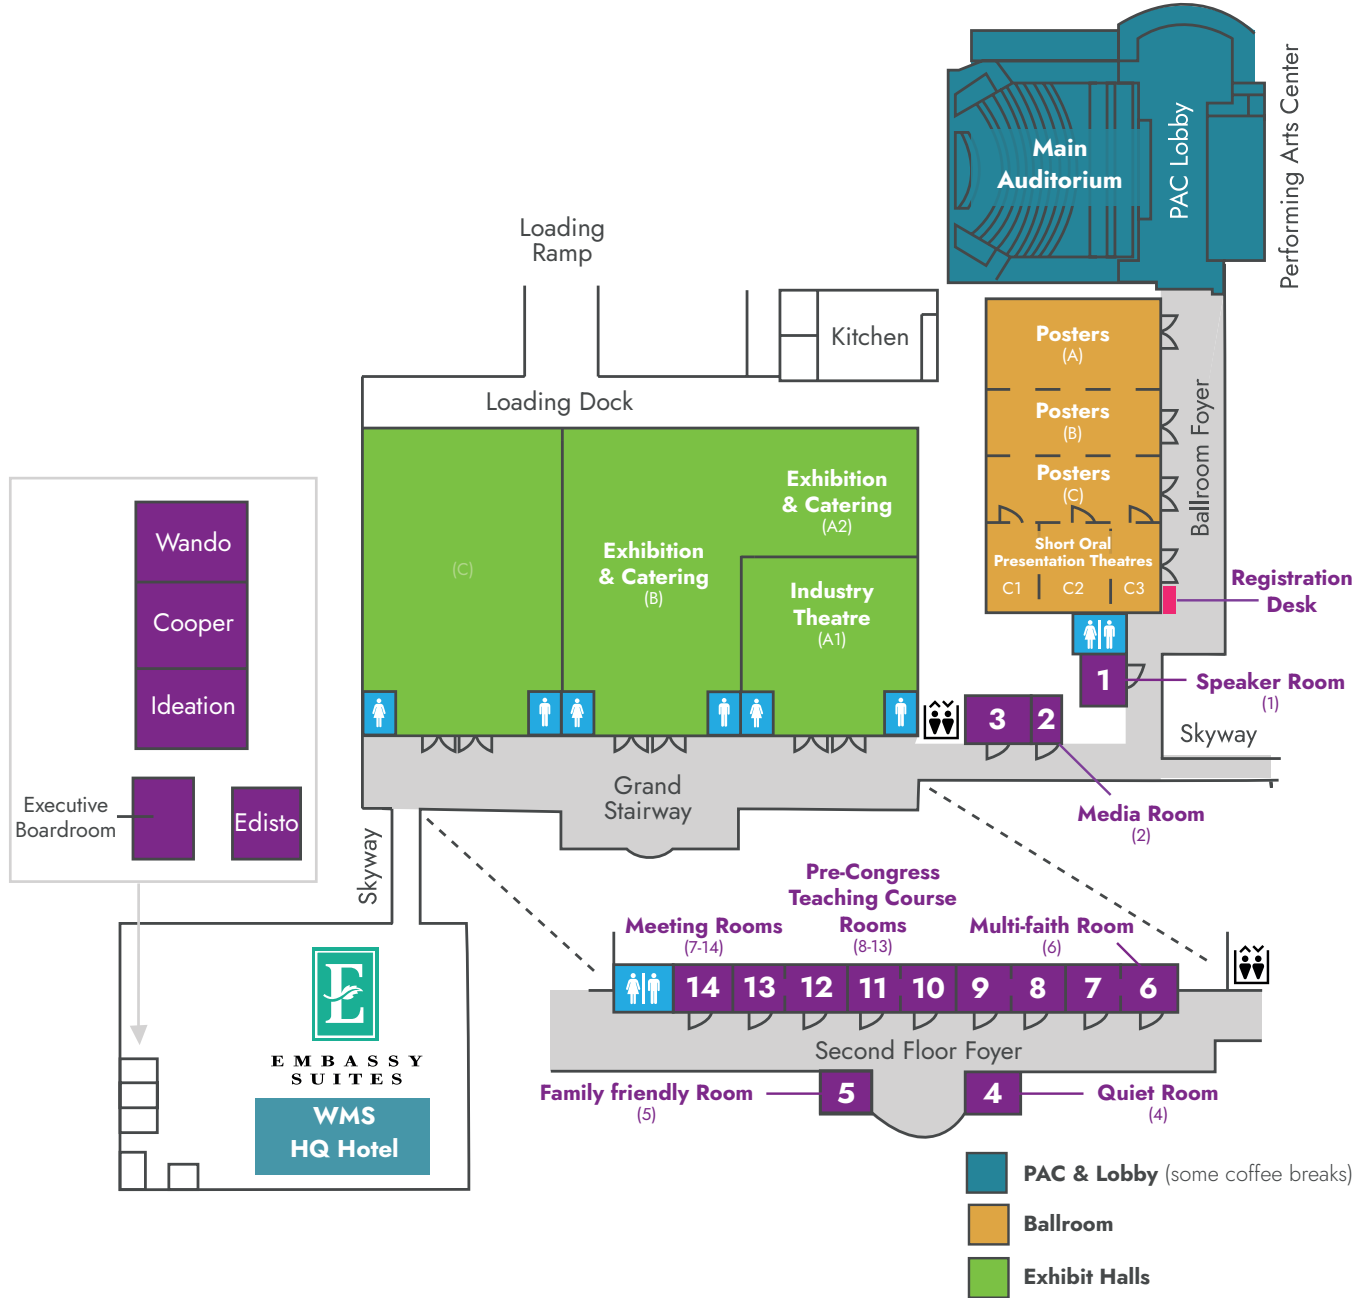 Main
Auditorium
PAC Lobby
Performing Arts Center
Loading
Ramp
Kitchen
Loading Dock
Posters
(A)
Posters
(B)
Posters
(C)
Short Oral
Presentation Theatres
C1
C2
C3
Ballroom Foyer
Registration
Desk
Exhibition
& Catering
(A2)
Exhibition
& Catering
(B)
(C)
Industry
Theatre
(A1)
Wando
Cooper
Ideation
Executive
Boardroom
Edisto
1
Speaker Room
(1)
3
2
Skyway
Media Room
(2)
Grand
Stairway
Skyway
Pre-Congress
Teaching Course
Rooms
(8-13)
Meeting Rooms
(7-14)
Multi-faith Room
(6)
14
13
12
11
10
9
8
7
6
Second Floor Foyer
Family friendly Room
(5)
5
4
Quiet Room
(4)
E
EMBASSY
SUITES
WMS
HQ Hotel
PAC & Lobby (some coffee breaks)
Ballroom
Exhibit Halls